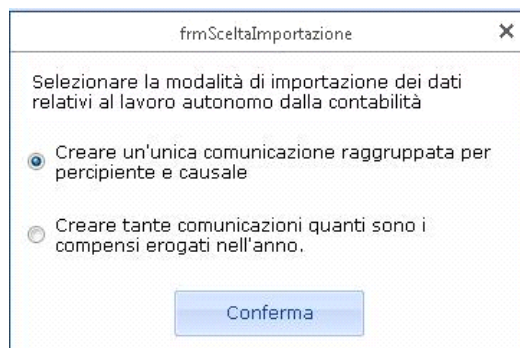 frmSceltaImportazione
Selezionare la modalità di importazione dei dati
relativi al lavoro autonomo dalla contabilità
Creare un'unica comunicazione raggruppata per
percipiente e causale
Creare tante comunicazioni quanti sono i
compensi erogati nell'anno.
Conferma